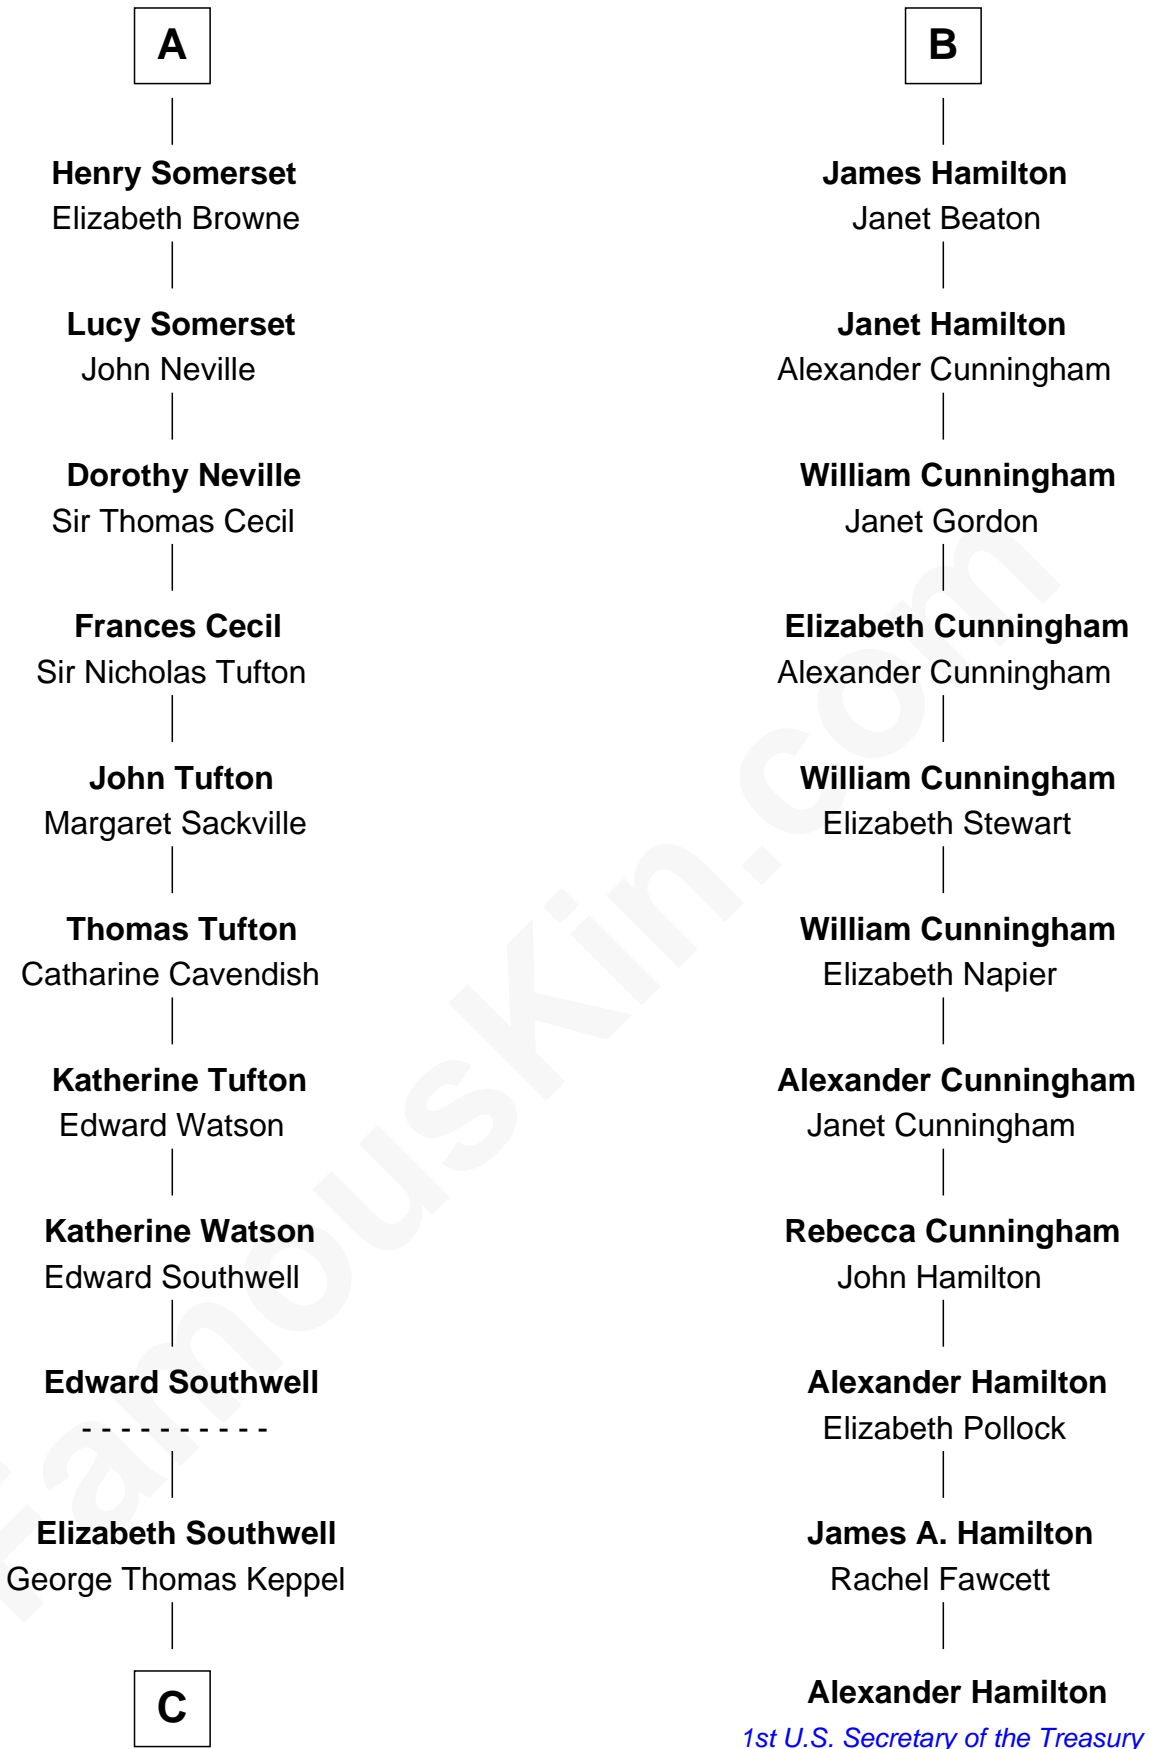 A
Henry Somerset
Elizabeth Browne
Lucy Somerset
John Neville
Dorothy Neville
Sir Thomas Cecil
Frances Cecil
Sir Nicholas Tufton
John Tufton
Margaret Sackville
Thomas Tufton
Catharine Cavendish
Katherine Tufton
Edward Watson
Katherine Watson
Edward Southwell
Edward Southwell
- - - - - - - - - -
Elizabeth Southwell
George Thomas Keppel
C
B
James Hamilton
Janet Beaton
Janet Hamilton
Alexander Cunningham
William Cunningham
Janet Gordon
Elizabeth Cunningham
Alexander Cunningham
William Cunningham
Elizabeth Stewart
William Cunningham
Elizabeth Napier
Alexander Cunningham
Janet Cunningham
Rebecca Cunningham
John Hamilton
Alexander Hamilton
Elizabeth Pollock
James A. Hamilton
Rachel Fawcett
Alexander Hamilton
1st U.S. Secretary of the Treasury
FamousKin.com